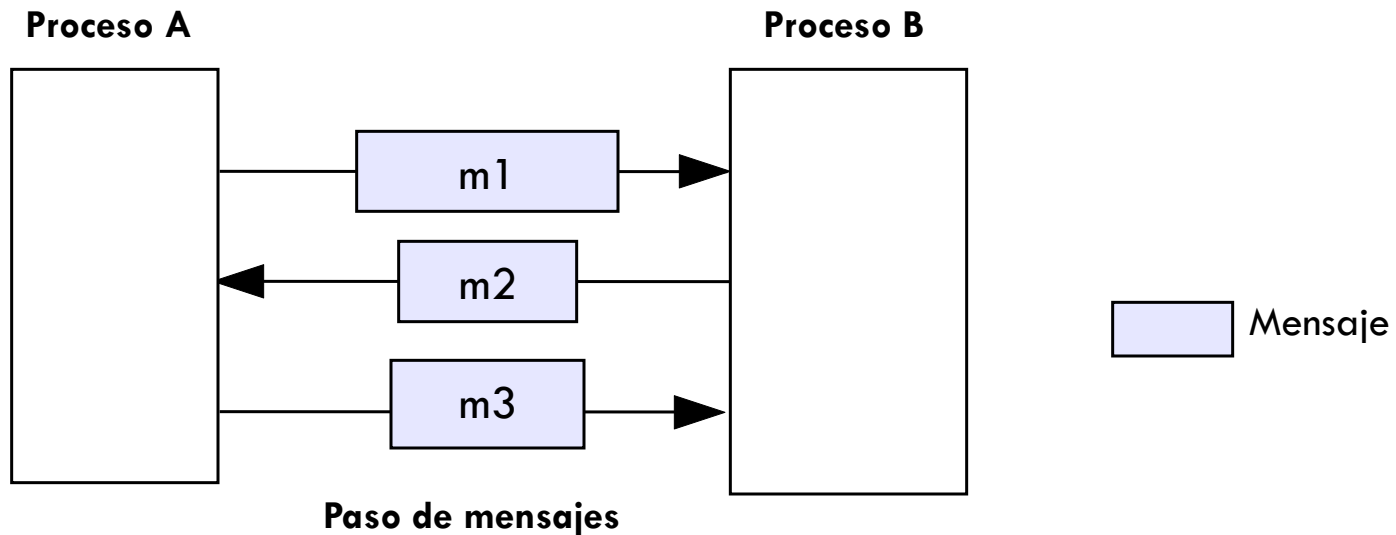 Proceso A
Proceso B
m1
m2
Mensaje
m3
Paso de mensajes